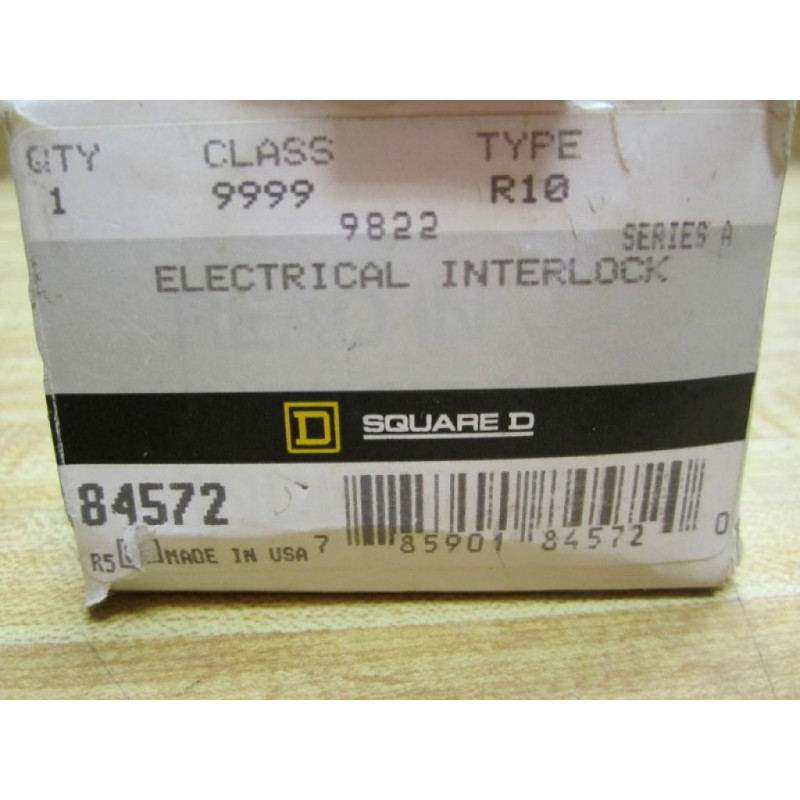 QTY CLASS TYPE
1 9999 R10
9822 SERIES A
ELECTRICAL INTERLOCK
D SQUARE D
84572
R5 MADE IN USA
7 85901 84572 0